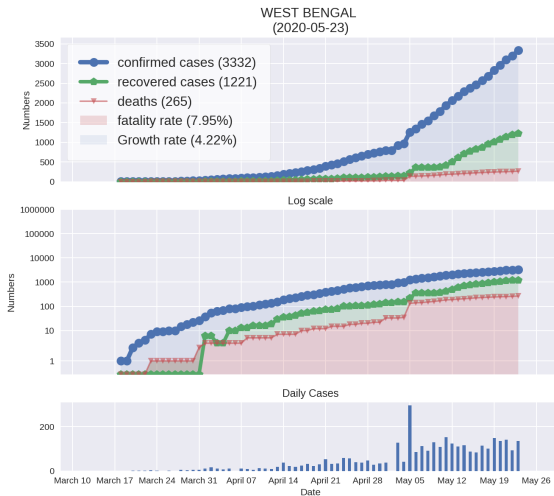 WEST BENGAL
(2020-05-23)
3500
3000
2500
2000
1500
1000
500
0
Numbers
confirmed cases (3332)
recovered cases (1221)
deaths (265)
fatality rate (7.95%)
Growth rate (4.22%)
Log scale
1000000
100000
10000
1000
100
10
1
Numbers
Daily Cases
200
0
Numbers
March 10 March 17 March 24 March 31 April 07 April 14 April 21 April 28 May 05 May 12 May 19 May 26
Date